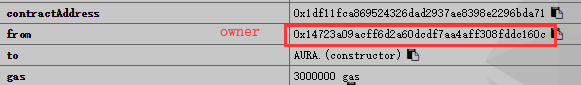 contractAddress 0x1df11fca869524326dad2937ae8398e2296bda71
from owner 0x14723a09acff6d2a60dcdf7aa4aff308fddc160c
to AURA.(constructor)
gas 3000000 gas